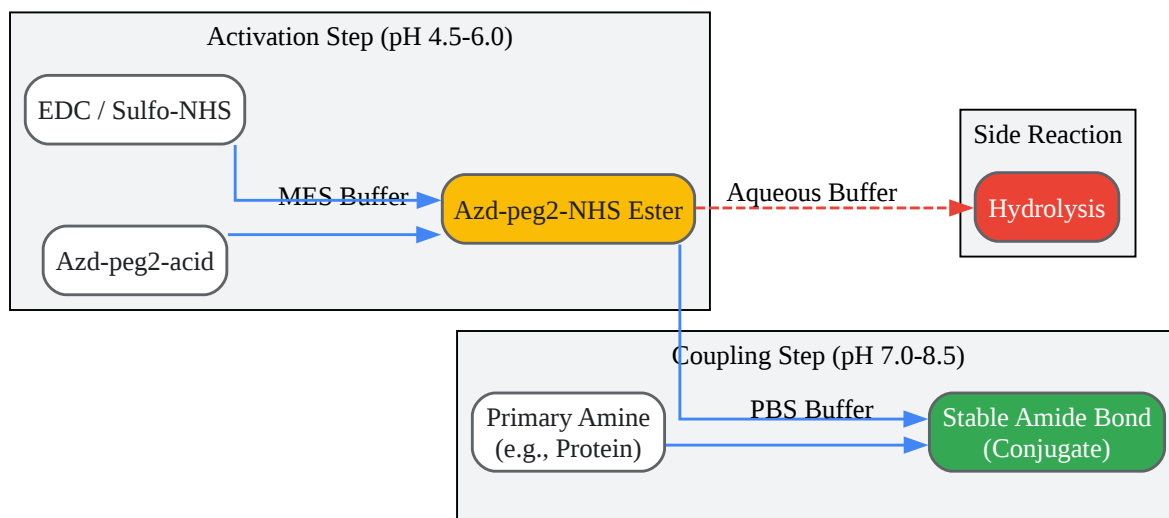 Activation Step (pH 4.5-6.0)
EDC / Sulfo-NHS
MES Buffer
Azd-peg2-acid
Azd-peg2-NHS Ester
Aqueous Buffer
Side Reaction
Hydrolysis
Coupling Step (pH 7.0-8.5)
Primary Amine
(e.g., Protein)
PBS Buffer
Stable Amide Bond
(Conjugate)